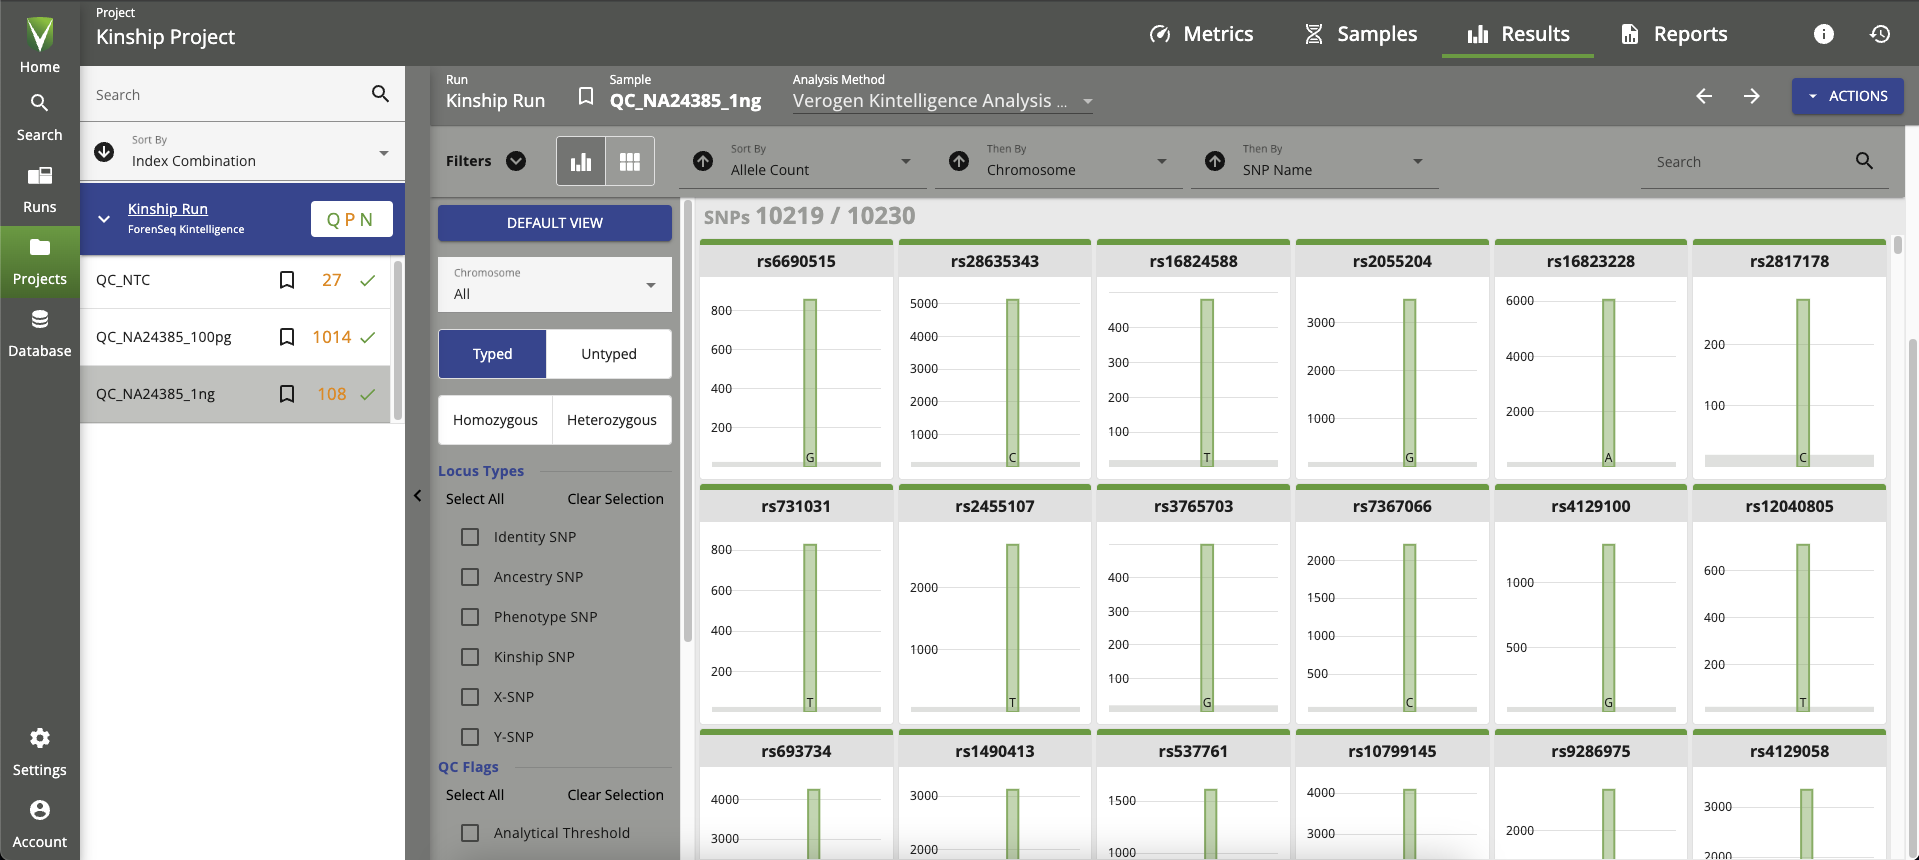 Project
Kinship Project
Metrics
Samples
Results
Reports
Home
Search
Runs
Projects
Database
Settings
Account
Search
Sort By
Index Combination
Kinship Run
ForenSeq Kintelligence
Q P N
QC_NTC 27
QC_NA24385_100pg 1014
QC_NA24385_1ng 108
Run
Kinship Run
Sample
QC_NA24385_1ng
Analysis Method
Verogen Kintelligence Analysis ...
ACTIONS
Filters
Sort By
Allele Count
Then By
Chromosome
Then By
SNP Name
Search
DEFAULT VIEW
Chromosome
All
Typed Untyped
Homozygous Heterozygous
Locus Types
Select All Clear Selection
Identity SNP
Ancestry SNP
Phenotype SNP
Kinship SNP
X-SNP
Y-SNP
QC Flags
Select All Clear Selection
Analytical Threshold
SNPs 10219 / 10230
rs6690515
800
600
400
200
G
rs28635343
5000
4000
3000
2000
1000
C
rs16824588
400
300
200
100
T
rs2055204
3000
2000
1000
G
rs16823228
6000
4000
2000
A
rs2817178
200
100
C
rs731031
800
600
400
200
T
rs2455107
2000
1000
T
rs3765703
400
300
200
100
G
rs7367066
2000
1500
1000
500
C
rs4129100
1000
500
G
rs12040805
600
400
200
T
rs693734
4000
3000
rs1490413
3000
2000
rs537761
1500
1000
rs10799145
4000
3000
rs9286975
2000
rs4129058
3000
2000